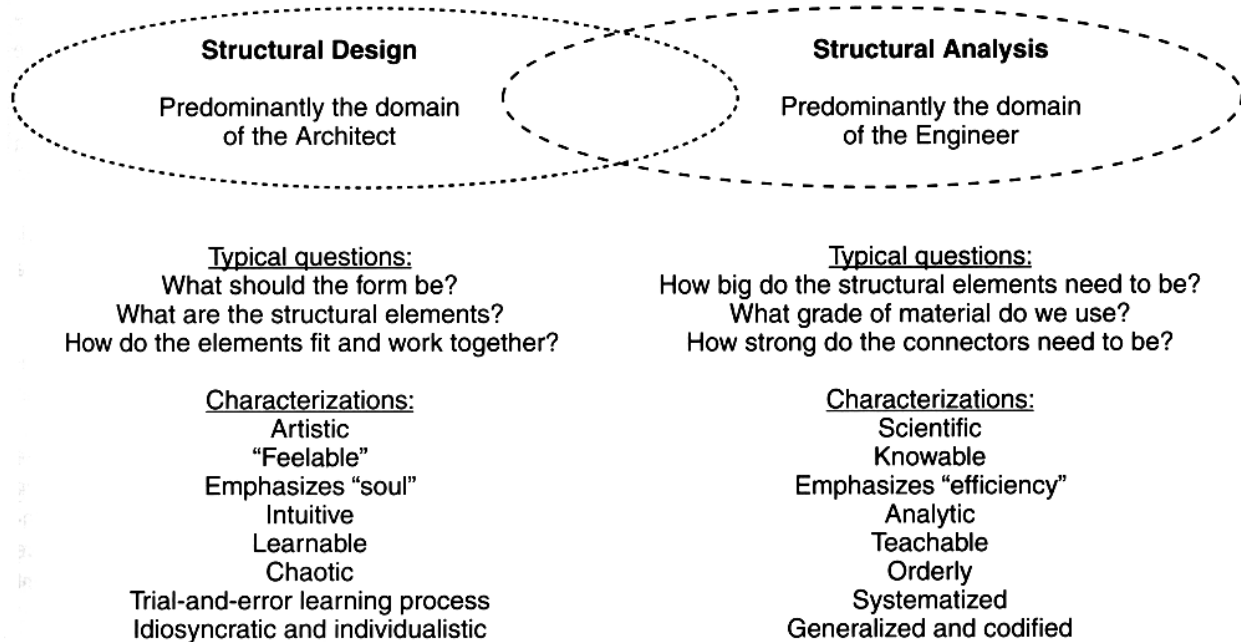 Structural Design
Predominantly the domain
of the Architect
Structural Analysis
Predominantly the domain
of the Engineer
Typical questions:
What should the form be?
What are the structural elements?
How do the elements fit and work together?
Characterizations:
Artistic
“Feelable”
Emphasizes “soul”
Intuitive
Learnable
Chaotic
Trial-and-error learning process
Idiosyncratic and individualistic
Typical questions:
How big do the structural elements need to be?
What grade of material do we use?
How strong do the connectors need to be?
Characterizations:
Scientific
Knowable
Emphasizes “efficiency”
Analytic
Teachable
Orderly
Systematized
Generalized and codified